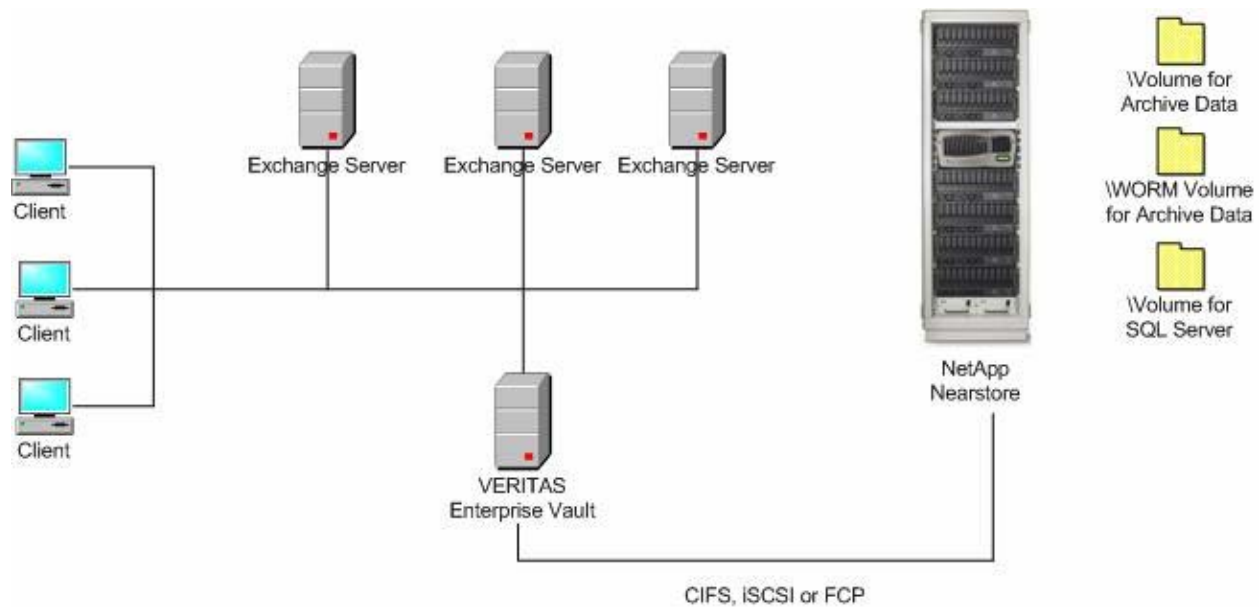 Exchange Server
Exchange Server
Exchange Server
Client
Client
Client
VERITAS
Enterprise Vault
NetApp
Nearstore
\Volume for
Archive Data
\WORM Volume
for Archive Data
\Volume for
SQL Server
CIFS, iSCSI or FCP